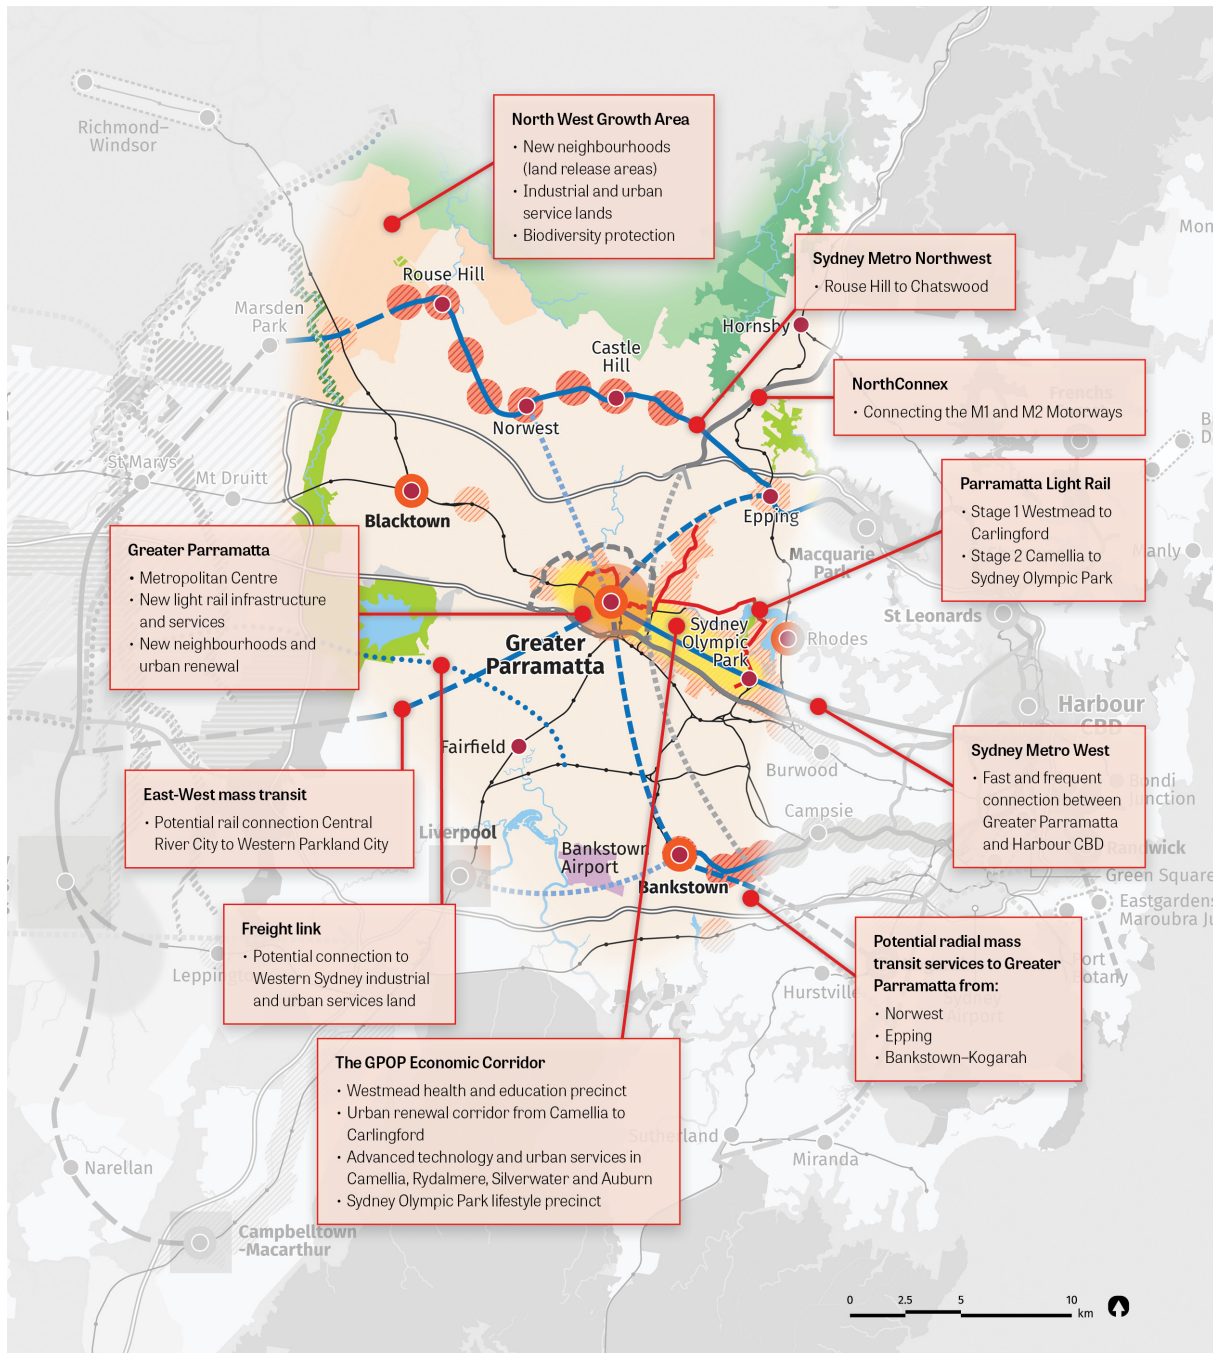 Richmond–
Windsor
North West Growth Area
• New neighbourhoods
(land release areas)
• Industrial and urban
service lands
• Biodiversity protection
Mon
Sydney Metro Northwest
• Rouse Hill to Chatswood
Rouse Hill
Marsden
Park
Hornsby
Castle
Hill
NorthConnex
• Connecting the M1 and M2 Motorways
Frenchs
Norwest
B
D
St Marys
Mt Druitt
Parramatta Light Rail
• Stage 1 Westmead to
Carlingford
• Stage 2 Camellia to
Sydney Olympic Park
Blacktown
Epping
Macquarie
Park
Manly
Greater Parramatta
• Metropolitan Centre
• New light rail infrastructure
and services
• New neighbourhoods and
urban renewal
St Leonards
Greater
Parramatta
Sydney
Olympic
Park
Rhodes
Harbour
CBD
Fairfield
Burwood
Sydney Metro West
• Fast and frequent
connection between
Greater Parramatta
and Harbour CBD
Bondi
Junction
East-West mass transit
• Potential rail connection Central
River City to Western Parkland City
Liverpool
Campsie
Bankstown
Airport
Randwick
Green Square
Bankstown
Eastgardens
Maroubra Ju
Freight link
• Potential connection to
Western Sydney industrial
and urban services land
Leppington
Potential radial mass
transit services to Greater
Parramatta from:
• Norwest
• Epping
• Bankstown–Kogarah
Port
Botany
Hurstville
Sydney
Airport
The GPOP Economic Corridor
• Westmead health and education precinct
• Urban renewal corridor from Camellia to
Carlingford
• Advanced technology and urban services in
Camellia, Rydalmere, Silverwater and Auburn
• Sydney Olympic Park lifestyle precinct
Sutherland
Miranda
Narellan
Campbelltown
-Macarthur
0 2.5 5 10
km